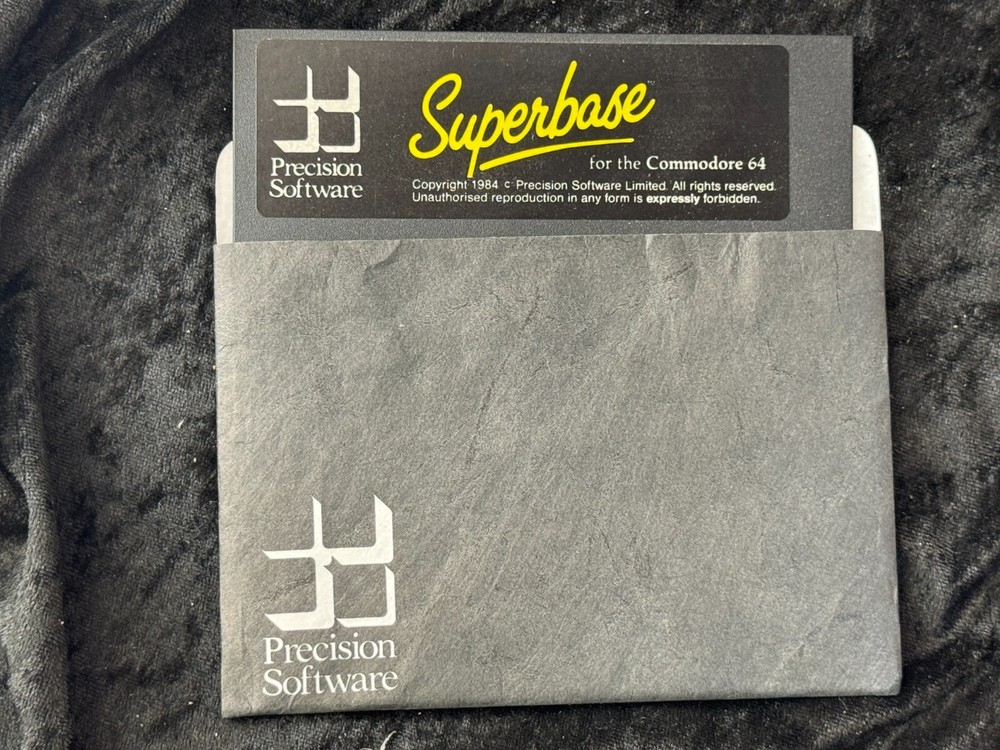 Superbase
for the Commodore 64
Precision
Software
Copyright 1984 c Precision Software Limited. All rights reserved.
Unauthorised reproduction in any form is expressly forbidden.
Precision
Software